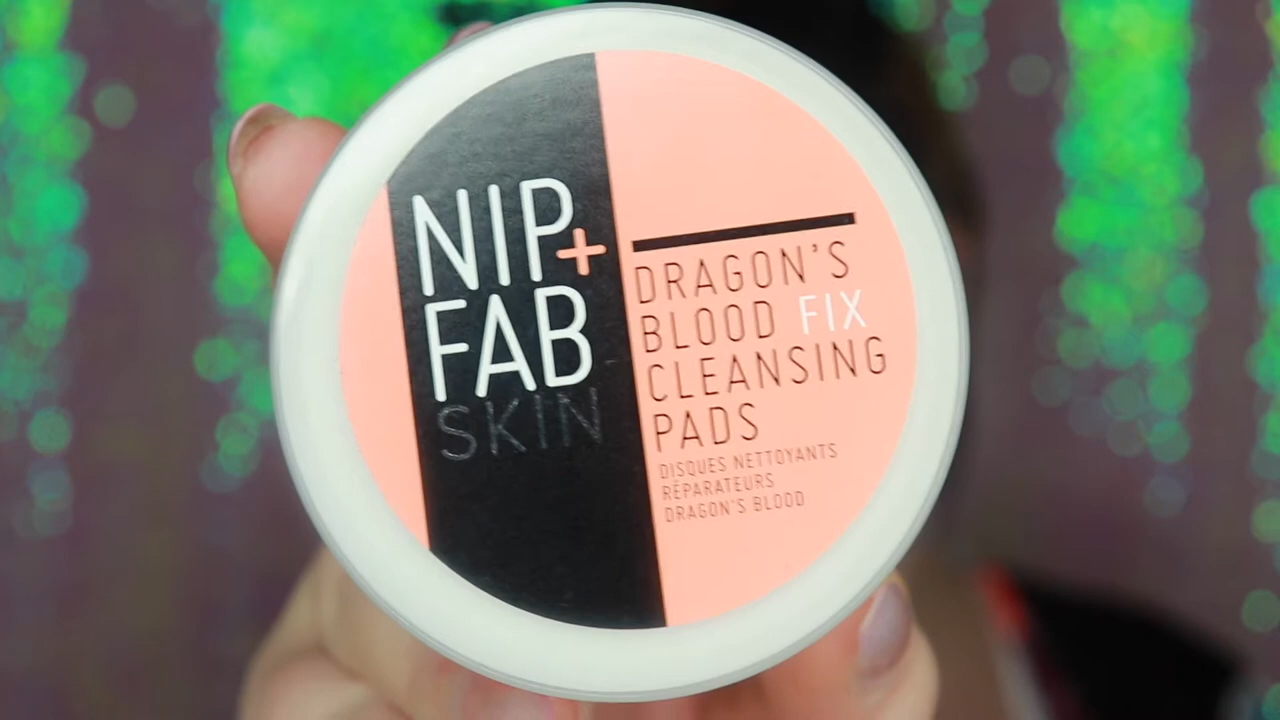 NIP+
FAB
SKIN
DRAGON'S
BLOOD FIX
CLEANSING
PADS
DISQUES NETTOYANTS
RÉPARATEURS
DRAGON'S BLOOD